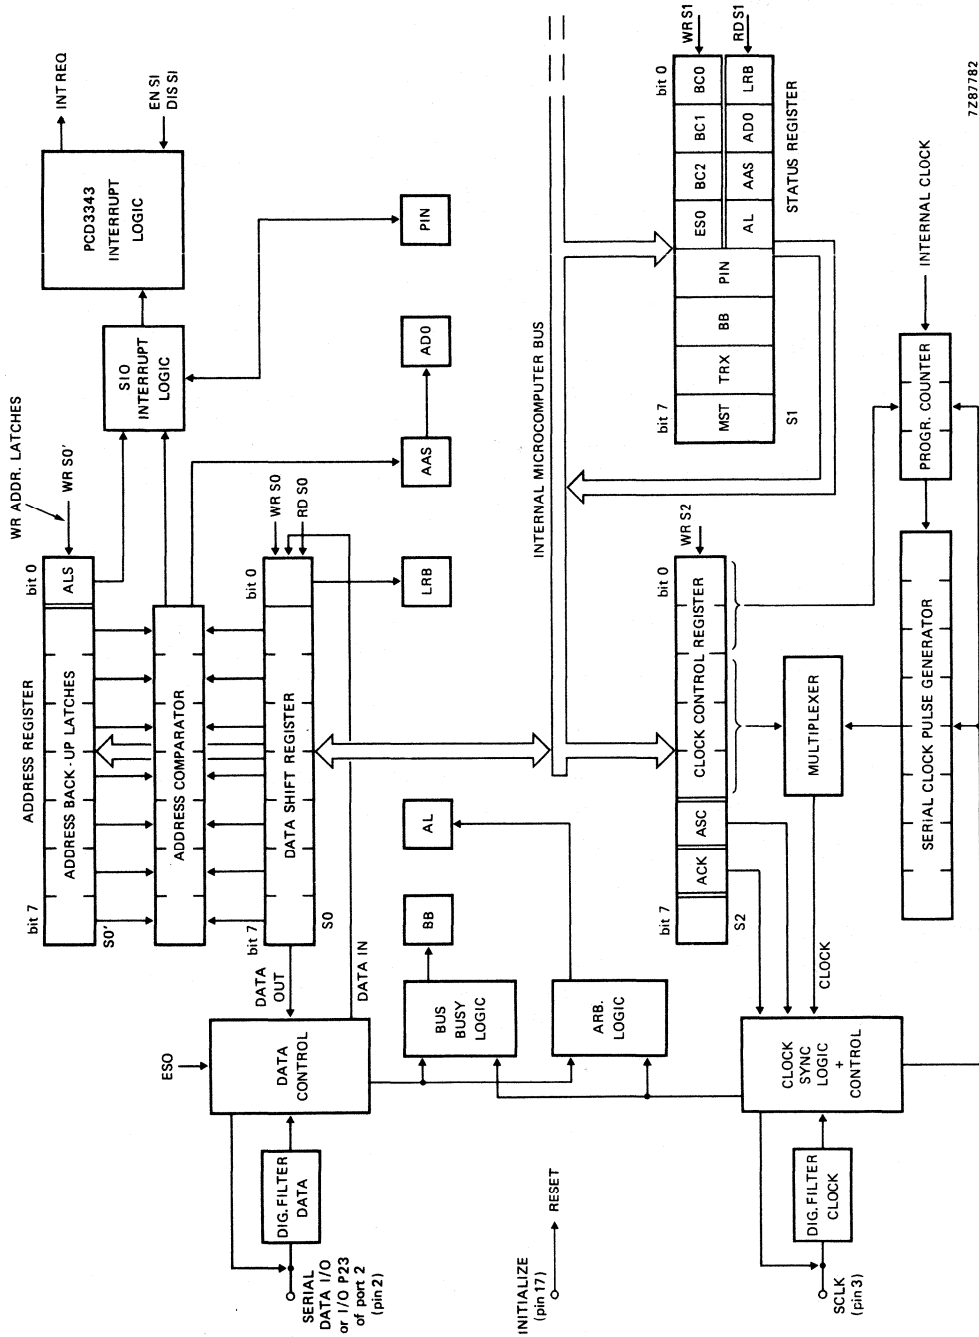 WR ADDR. LATCHES
WR S0'
ADDRESS REGISTER
bit 7
bit 0
ADDRESS BACK-UP LATCHES
ALS
S0'
ADDRESS COMPARATOR
bit 7
bit 0
DATA SHIFT REGISTER
S0
WR S0
RD S0
SIO
INTERRUPT
LOGIC
PCD3343
INTERRUPT
LOGIC
INT REQ
EN SI
DIS SI
ESO
DATA
CONTROL
DATA
OUT
DATA IN
DIG. FILTER
DATA
SERIAL
DATA I/O
or I/O P23
of port 2
(pin 2)
BUS
BUSY
LOGIC
BB
AL
LRB
AAS
AD0
PIN
ARB.
LOGIC
INITIALIZE
(pin 17)
RESET
INTERNAL MICROCOMPUTER BUS
CLOCK
SYNC
LOGIC
+
CONTROL
DIG. FILTER
CLOCK
SCLK
(pin 3)
CLOCK
bit 7
bit 0
ACK
ASC
CLOCK CONTROL REGISTER
S2
WR S2
MULTIPLEXER
SERIAL CLOCK PULSE GENERATOR
PROGR. COUNTER
INTERNAL CLOCK
bit 7
bit 0
MST
TRX
BB
PIN
ESO
BC2
BC1
BC0
WR S1
AL
AAS
AD0
LRB
RD S1
S1
STATUS REGISTER
7Z87782